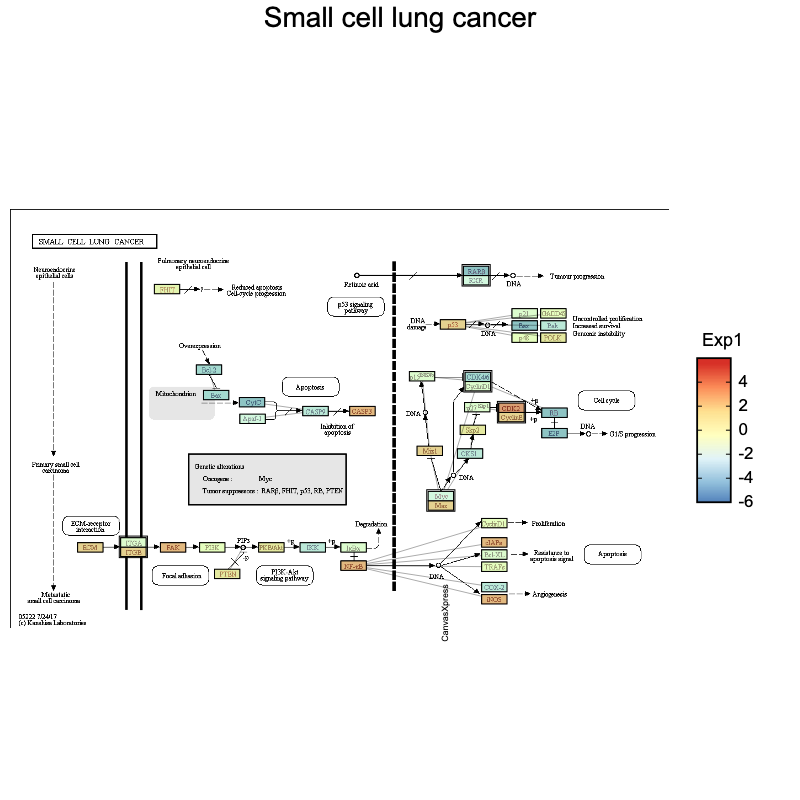 Small cell lung cancer
SMALL CELL LUNG CANCER
Neuroendocrine
epithelial cells
Pulmonary neuroendocrine
epithelial cell
FHIT
Reduced apoptosis
Cell-cycle progression
Retinoic acid
RARβ
RXR
DNA
Tumour progression
p53 signaling
pathway
DNA
damage
p53
DNA
p21
GADD45
Bax
Bak
p48
POLK
Uncontrolled proliferation
Increased survival
Genomic instability
Exp1
4
2
0
-2
-4
-6
Overexpression
Bcl-2
Mitochondrion
Bax
Apoptosis
CytC
Apaf-1
CASP9
CASP3
Inhibition of
apoptosis
CDK4/6
CyclinD1
DNA
CDK2
CyclinE
+p
+p
RB
E2F
Cell cycle
DNA
G1/S progression
Skp2
Miz1
CKS1
DNA
Myc
Max
Primary small cell
carcinoma
Genetic alterations
Oncogene : Myc
Tumour suppressors : RARβ, FHIT, p53, RB, PTEN
ECM-receptor
interaction
ECM
ITGA
ITGB
FAK
PI3K
PIP3
-p
PTEN
PKB/Akt
+p
IKK
+p
IκBα
NF-κB
Degradation
Focal adhesion
PI3K-Akt
signaling pathway
DNA
CyclinD1
cIAPs
Bcl-XL
TRAFs
COX-2
iNOS
Proliferation
Resistance to
apoptosis signal
Apoptosis
Angiogenesis
Metastatic
small cell carcinoma
05222 7/24/17
(c) Kanehisa Laboratories
CanvasXpress